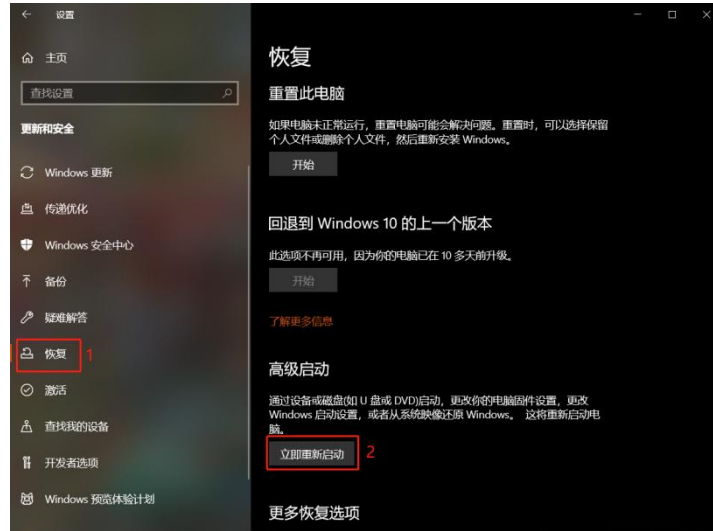 设置
主页
查找设置
更新和安全
Windows 更新
传递优化
Windows 安全中心
备份
疑难解答
恢复 1
激活
查找我的设备
开发者选项
Windows 预览体验计划
恢复
重置此电脑
如果电脑未正常运行，重置电脑可能会解决问题。重置时，可以选择保留
个人文件或删除个人文件，然后重新安装 Windows。
开始
回退到 Windows 10 的上一个版本
此选项不再可用，因为你的电脑已在 10 多天前升级。
开始
了解更多信息
高级启动
通过设备或磁盘(如 U 盘或 DVD)启动，更改你的电脑固件设置，更改
Windows 启动设置，或者从系统映像还原 Windows。 这将重新启动电
脑。
立即重新启动 2
更多恢复选项